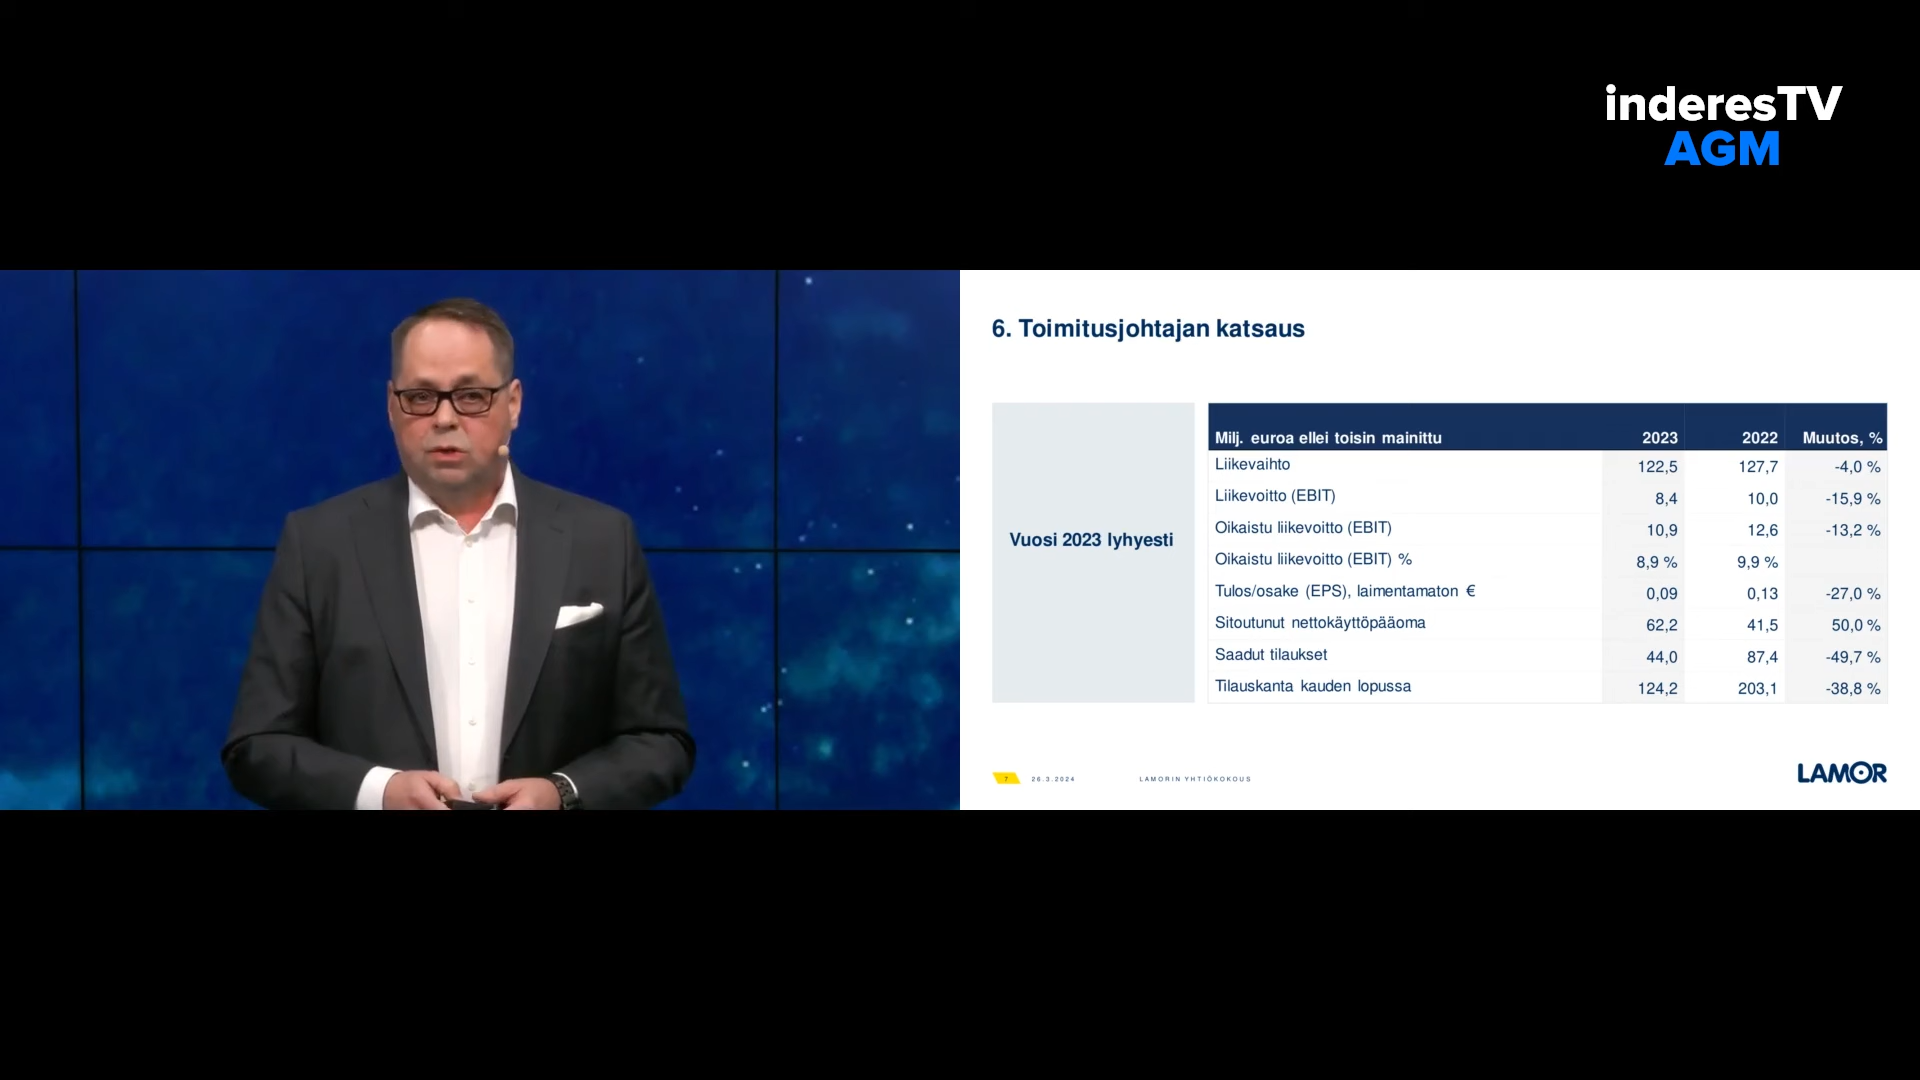 inderesTV
AGM
6. Toimitusjohtajan katsaus
Vuosi 2023 lyhyesti
Milj. euroa ellei toisin mainittu 2023 2022 Muutos, %
Liikevaihto 122,5 127,7 -4,0 %
Liikevoitto (EBIT) 8,4 10,0 -15,9 %
Oikaistu liikevoitto (EBIT) 10,9 12,6 -13,2 %
Oikaistu liikevoitto (EBIT) % 8,9 % 9,9 %
Tulos/osake (EPS), laimentamaton € 0,09 0,13 -27,0 %
Sitoutunut nettokäyttöpääoma 62,2 41,5 50,0 %
Saadut tilaukset 44,0 87,4 -49,7 %
Tilauskanta kauden lopussa 124,2 203,1 -38,8 %
7 26.3.2024 LAMORIN YHTIÖKOKOUS
LAMOR